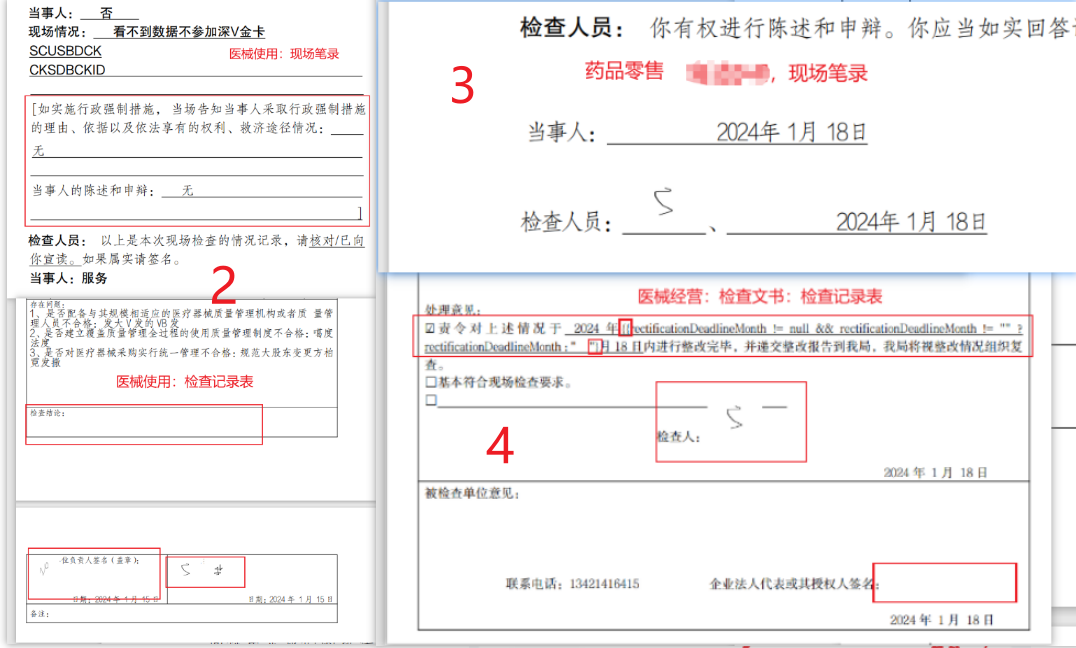 当事人: 否
现场情况: 看不到数据不参加深V金卡
SCUSBDCK
医械使用: 现场笔录
CKSDBCKID
[如实施行政强制措施, 当场告知当事人采取行政强制措施
的理由、依据以及依法享有的权利、救济途径情况:
无
当事人的陈述和申辩: 无
]
检查人员: 以上是本次现场检查的情况记录, 请核对/已向
你宣读。如果属实请签名。
当事人: 服务
2
存在问题:
1、是否配备与其规模相适应的医疗器械质量管理机构或者质 量管
理人员不合格: 发大V发的VB发
2、是否建立覆盖质量管理全过程的使用质量管理制度不合格: 嘎度
法度
3、是否对医疗器械采购实行统一管理不合格: 规范大股东变更方柏
霓发撒
医械使用: 检查记录表
检查结论:
位负责人签名(盖章):
日期: 2024 年 1 月 15 日
日期: 2024 年 1 月 15 日
备注:
检查人员: 你有权进行陈述和申辩。你应当如实回答
3
药品零售
, 现场笔录
当事人: 2024年 1月 18日
检查人员: 、 2024年 1月 18日
医械经营: 检查文书: 检查记录表
处理意见:
☑责令对上述情况于 2024 年[[rectificationDeadlineMonth != null && rectificationDeadlineMonth != "" ?
rectificationDeadlineMonth:" "]月 18 日内进行整改完毕, 并递交整改报告到我局, 我局将视整改情况组织复
查。
☐基本符合现场检查要求。
☐
4
检查人:
2024 年 1 月 18 日
被检查单位意见:
联系电话: 13421416415 企业法人代表或其授权人签名:
2024 年 1 月 18 日